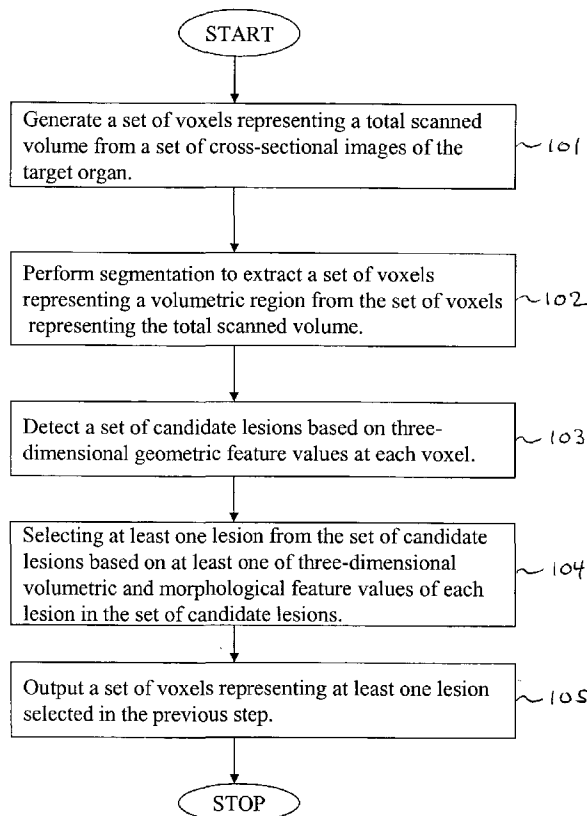 START
Generate a set of voxels representing a total scanned
volume from a set of cross-sectional images of the
target organ.
101
Perform segmentation to extract a set of voxels
representing a volumetric region from the set of voxels
representing the total scanned volume.
102
Detect a set of candidate lesions based on three-
dimensional geometric feature values at each voxel.
103
Selecting at least one lesion from the set of candidate
lesions based on at least one of three-dimensional
volumetric and morphological feature values of each
lesion in the set of candidate lesions.
104
Output a set of voxels representing at least one lesion
selected in the previous step.
105
STOP